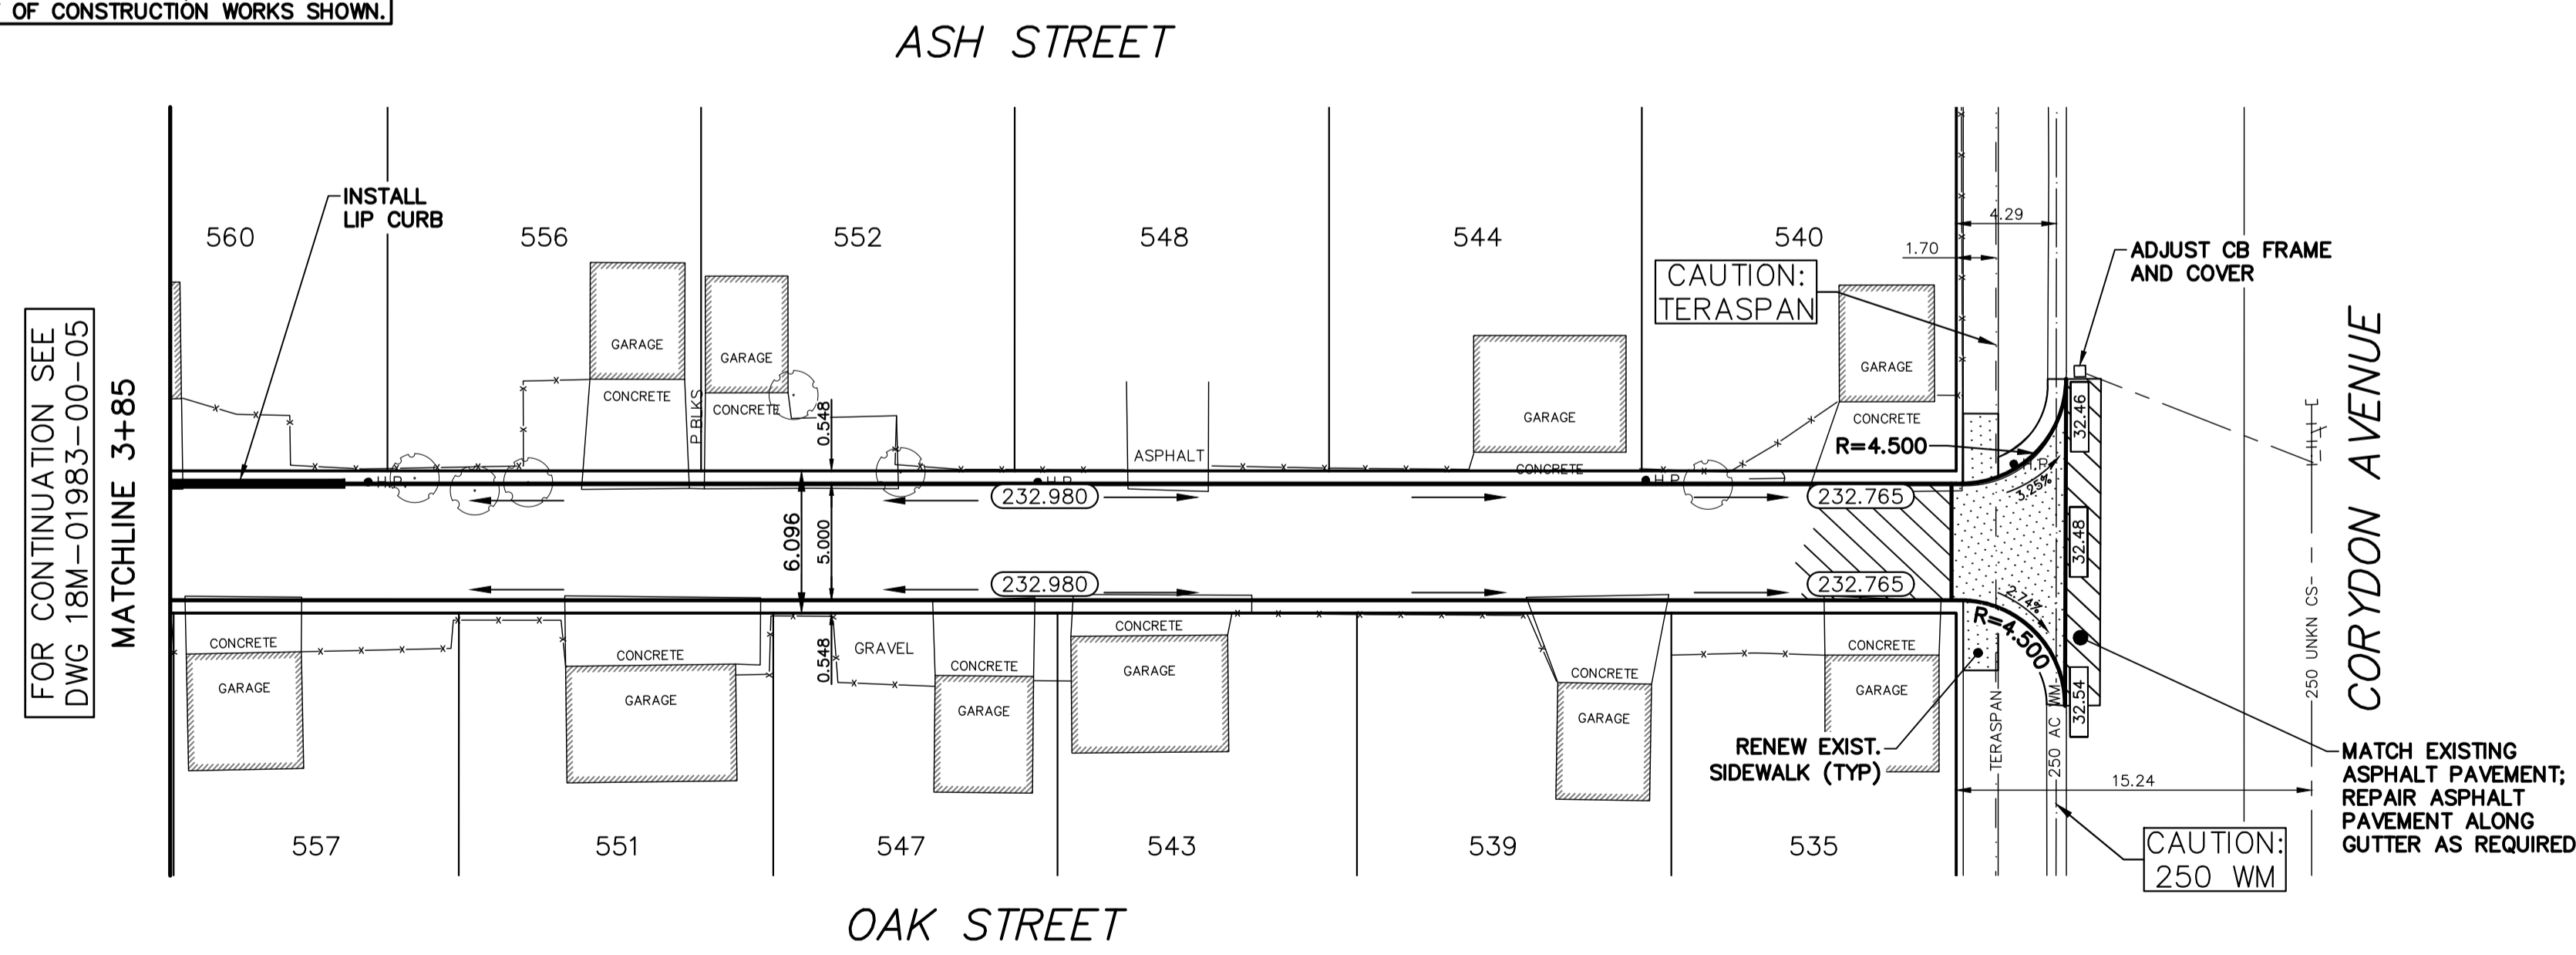 OF CONSTRUCTION WORKS SHOWN.
ASH STREET
INSTALL
LIP CURB
560
556
552
548
544
540
4.29
1.70
CAUTION:
TERASPAN
ADJUST CB FRAME
AND COVER
FOR CONTINUATION SEE
DWG 18M-01983-00-05
MATCHLINE 3+85
GARAGE
CONCRETE
P.BLKS
GARAGE
CONCRETE
0.548
ASPHALT
GARAGE
CONCRETE
GARAGE
CONCRETE
R=4.500
H.P.
H.P.
H.P.
H.P.
3.25%
32.46
232.980
232.765
6.096
5.000
32.48
232.980
232.765
2.74%
R=4.500
32.54
250 UNKN CS
CORYDON AVENUE
CONCRETE
GARAGE
CONCRETE
GARAGE
0.548
GRAVEL
CONCRETE
GARAGE
CONCRETE
GARAGE
CONCRETE
GARAGE
CONCRETE
GARAGE
RENEW EXIST.
SIDEWALK (TYP)
TERASPAN
250 AC WM
15.24
MATCH EXISTING
ASPHALT PAVEMENT;
REPAIR ASPHALT
PAVEMENT ALONG
GUTTER AS REQUIRED
557
551
547
543
539
535
CAUTION:
250 WM
OAK STREET